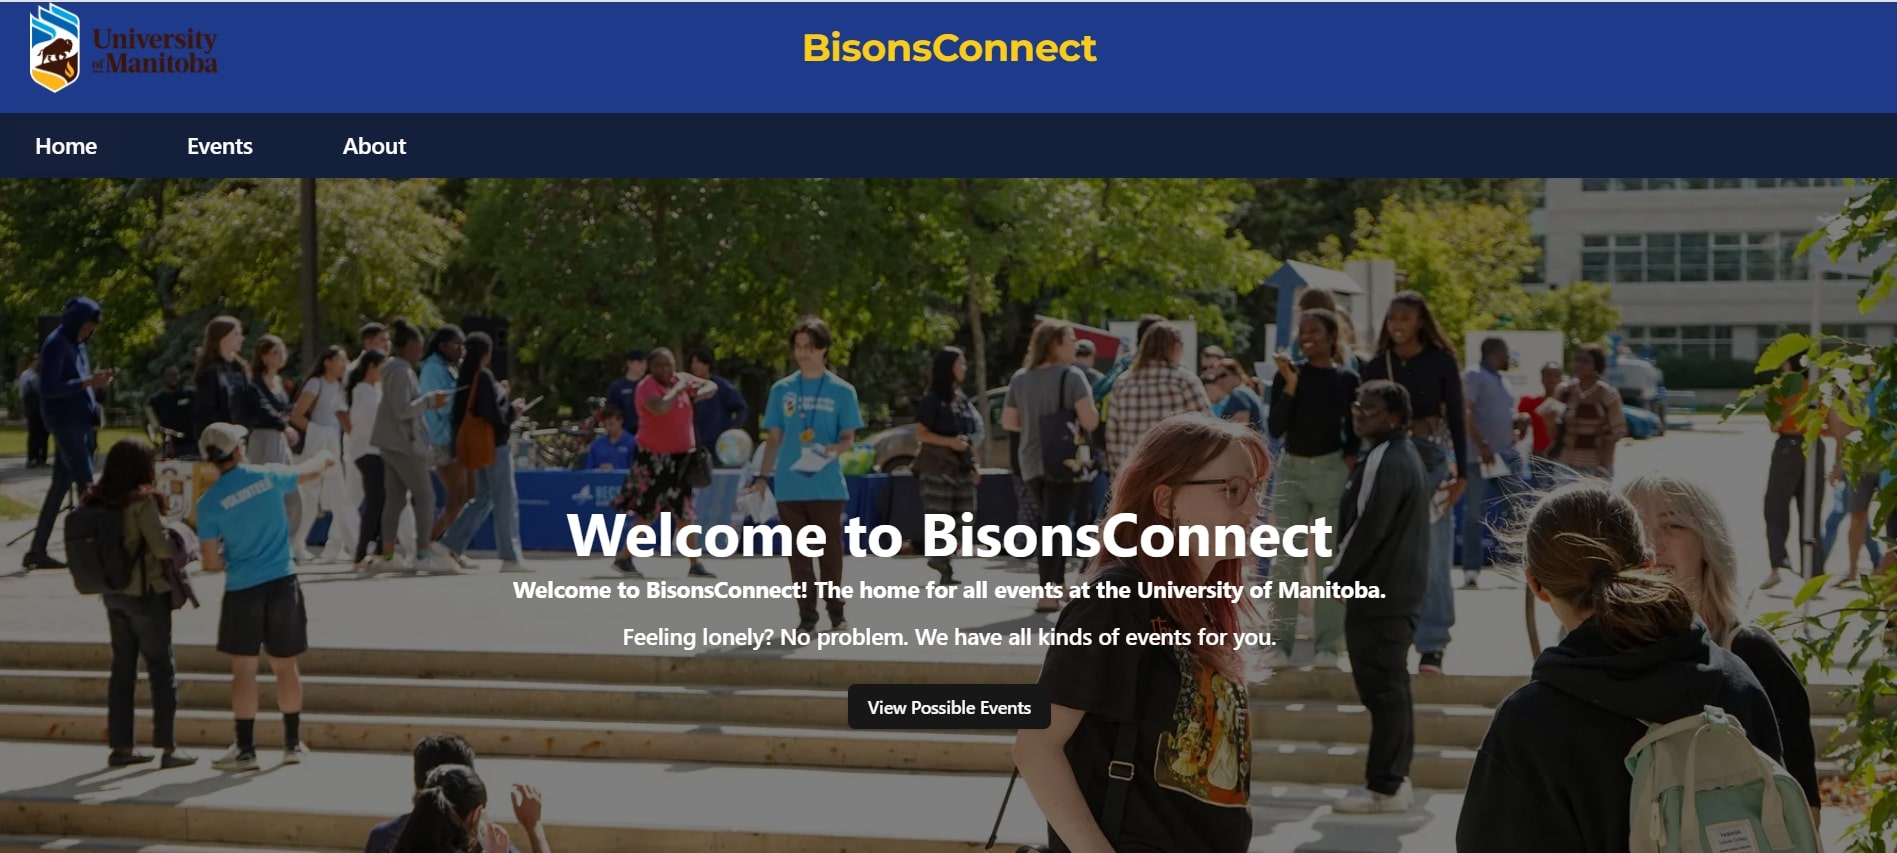 University
of Manitoba
BisonsConnect
Home
Events
About
VOLUNTEER
Welcome to BisonsConnect
Welcome to BisonsConnect! The home for all events at the University of Manitoba.
Feeling lonely? No problem. We have all kinds of events for you.
View Possible Events